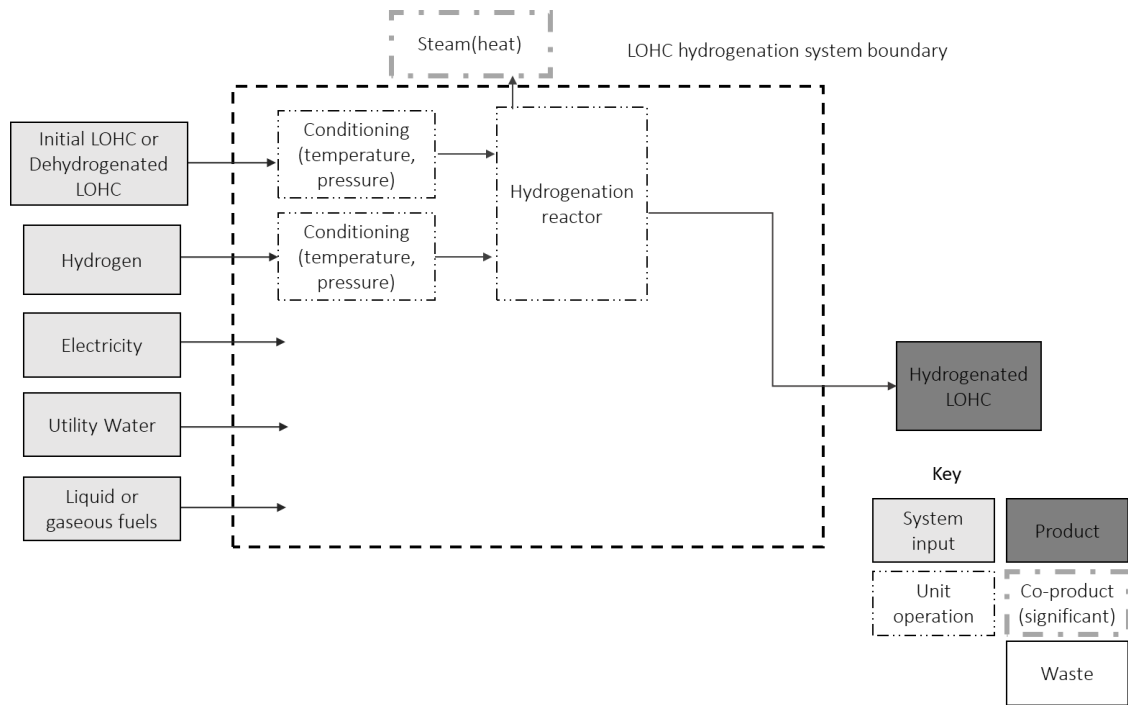 Steam(heat)
LOHC hydrogenation system boundary
Initial LOHC or
Dehydrogenated
LOHC
Conditioning
(temperature,
pressure)
Hydrogenation
reactor
Hydrogen
Conditioning
(temperature,
pressure)
Electricity
Hydrogenated
LOHC
Utility Water
Liquid or
gaseous fuels
Key
System
input
Product
Unit
operation
Co-product
(significant)
Waste